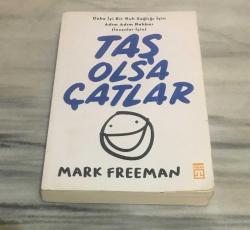 Daha İyi Bir Ruh Sağlığı İçin
Adım Adım Rehber
(İnsanlar İçin)
TAŞ
OLSA
ÇATLAR
MARK FREEMAN